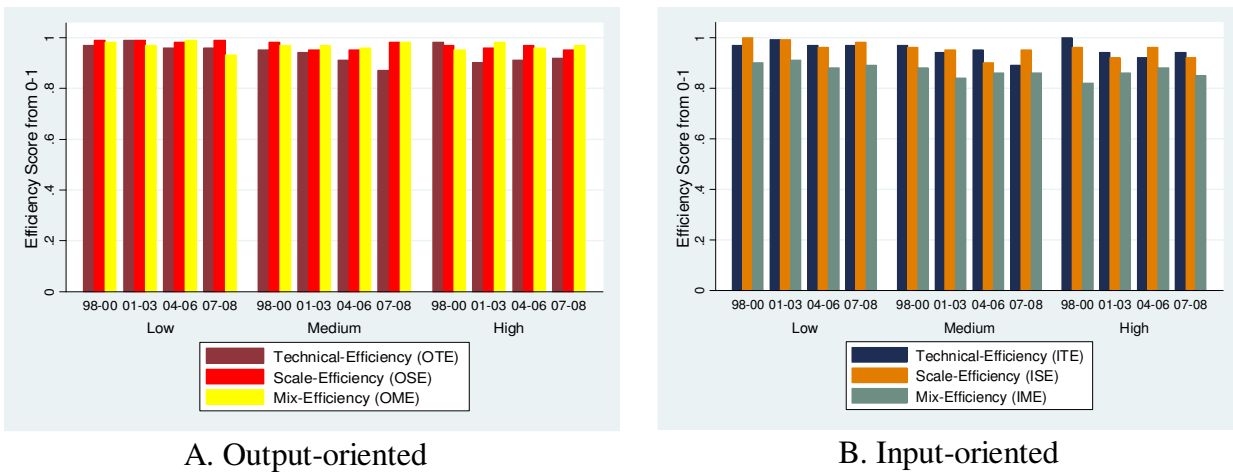 Efficiency Score from 0-1
1
.8
.6
.4
.2
0
98-00 01-03 04-06 07-08 98-00 01-03 04-06 07-08 98-00 01-03 04-06 07-08
Low Medium High
Technical-Efficiency (OTE)
Scale-Efficiency (OSE)
Mix-Efficiency (OME)
A. Output-oriented
Efficiency Score from 0-1
1
.8
.6
.4
.2
0
98-00 01-03 04-06 07-08 98-00 01-03 04-06 07-08 98-00 01-03 04-06 07-08
Low Medium High
Technical-Efficiency (ITE)
Scale-Efficiency (ISE)
Mix-Efficiency (IME)
B. Input-oriented